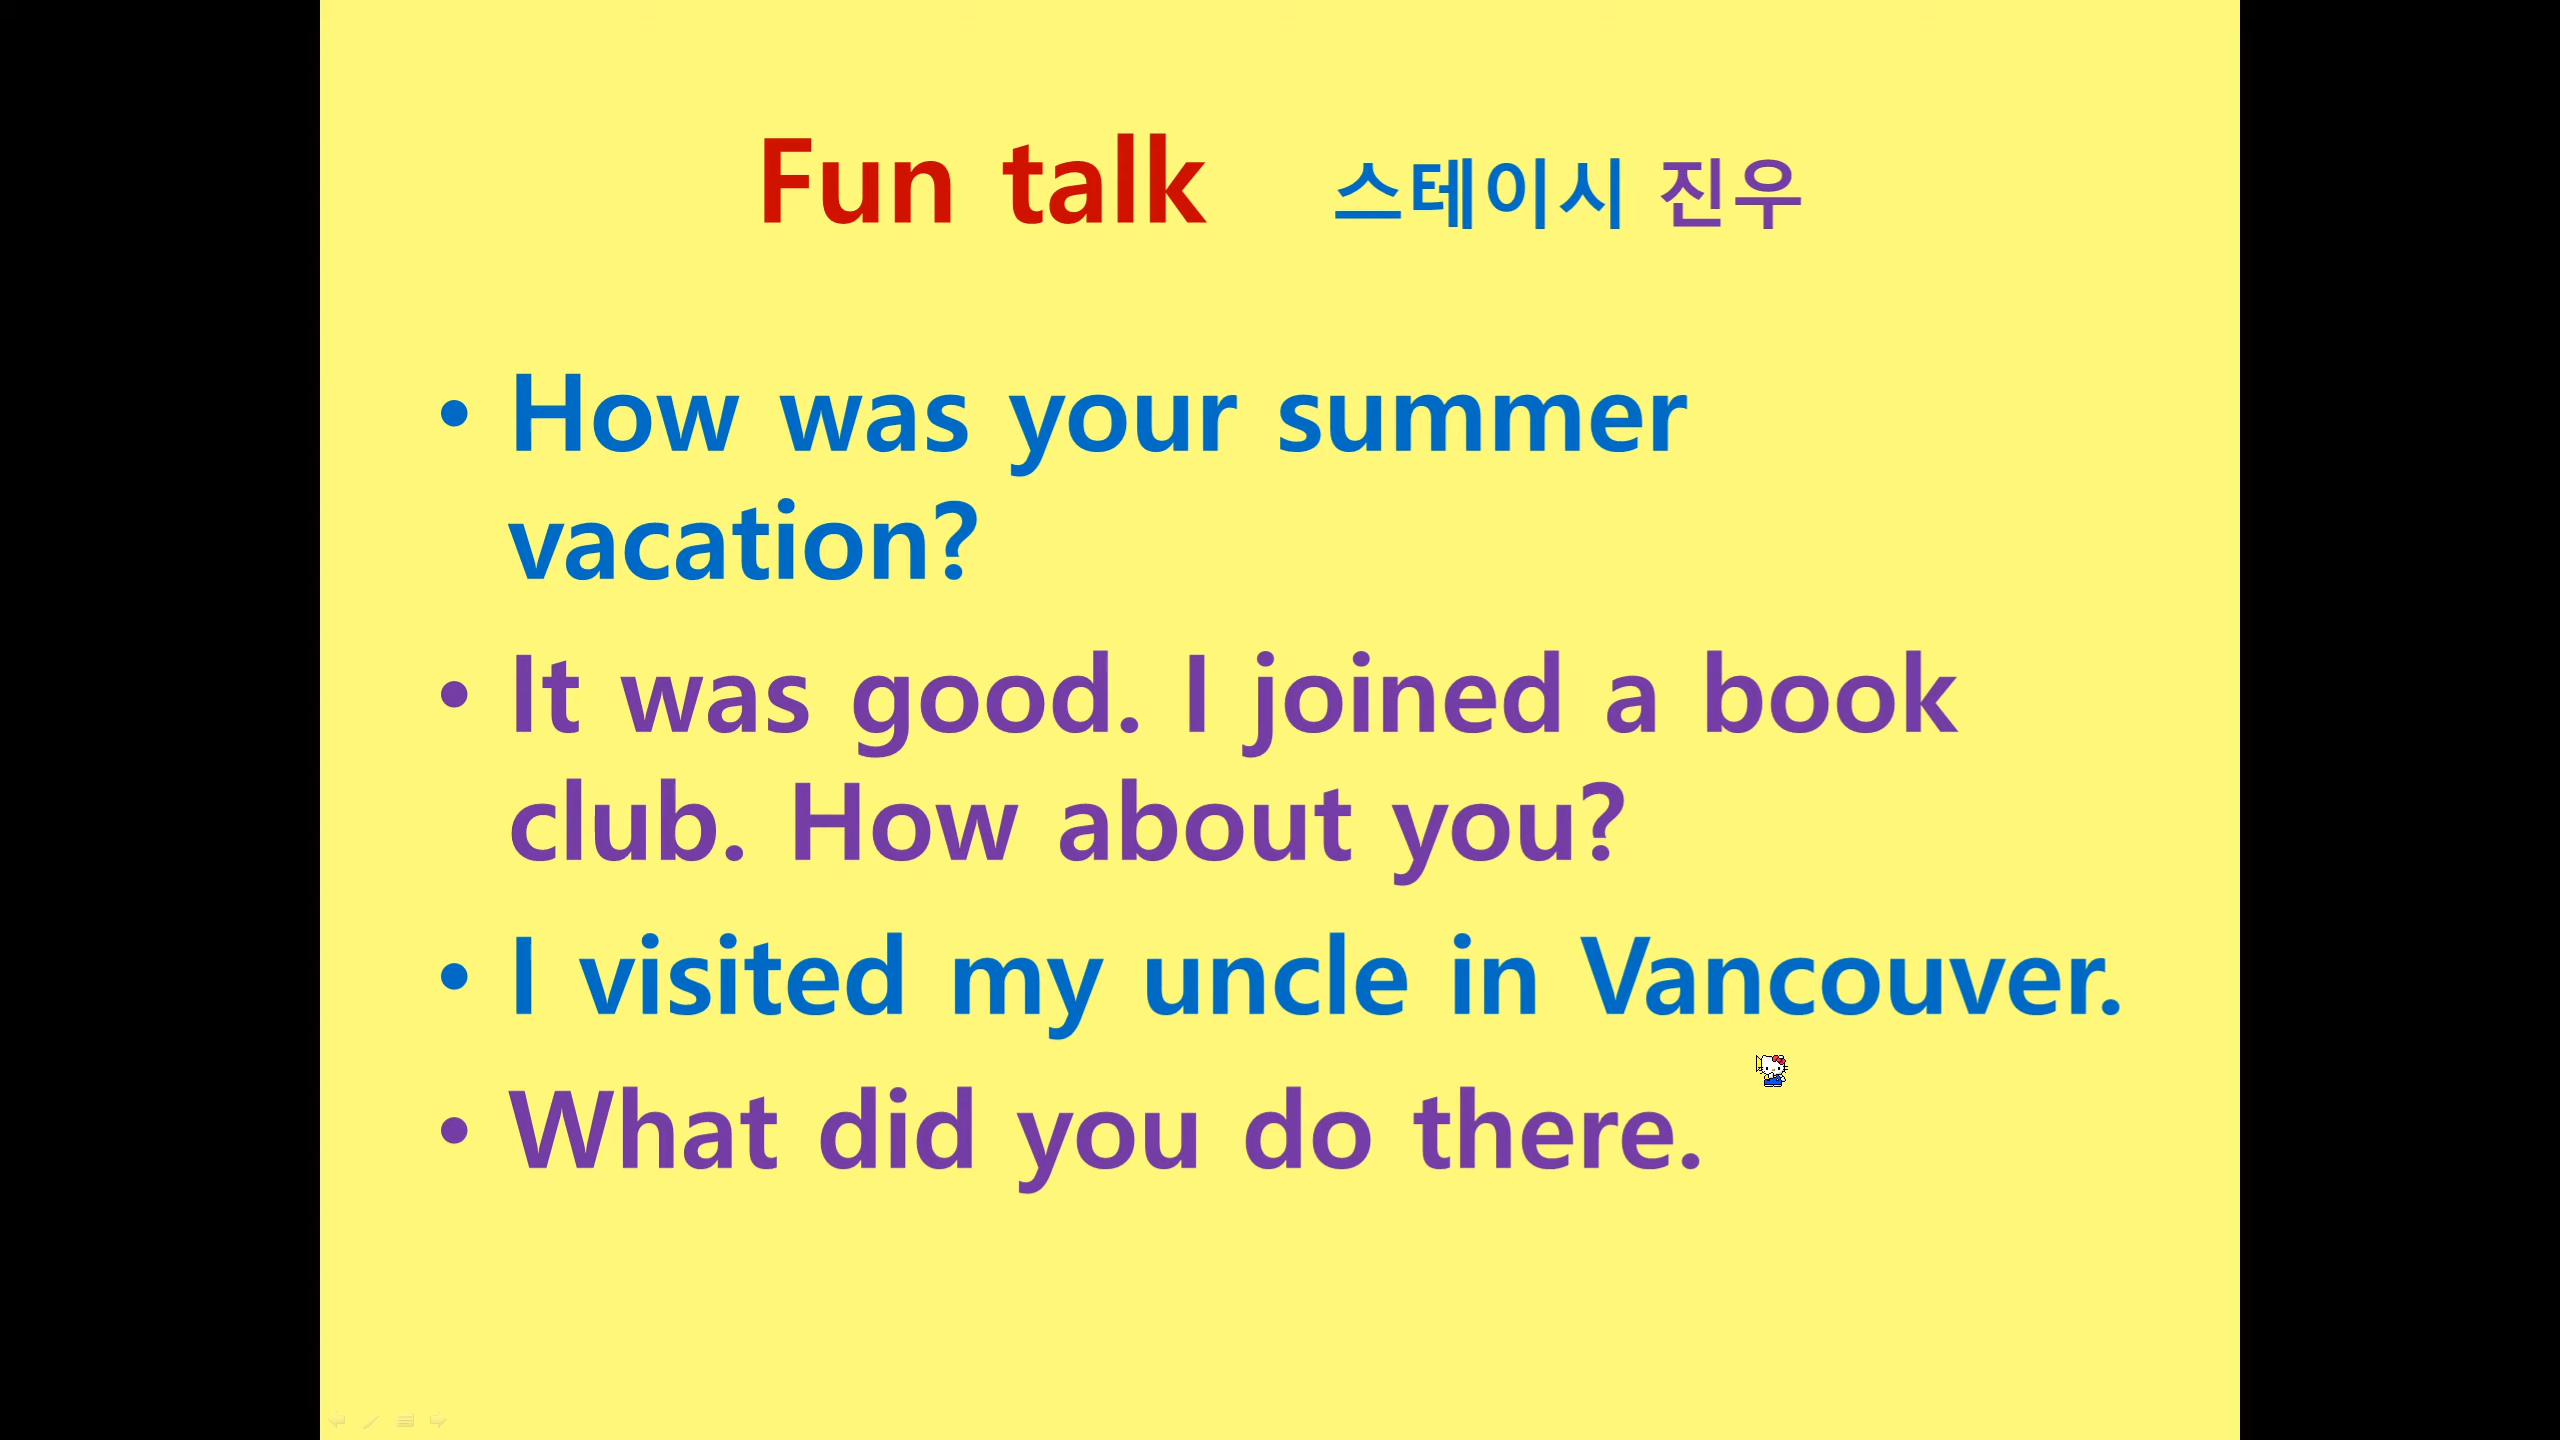 Fun talk 스테이시 진우
• How was your summer
vacation?
• It was good. I joined a book
club. How about you?
• I visited my uncle in Vancouver.
• What did you do there.